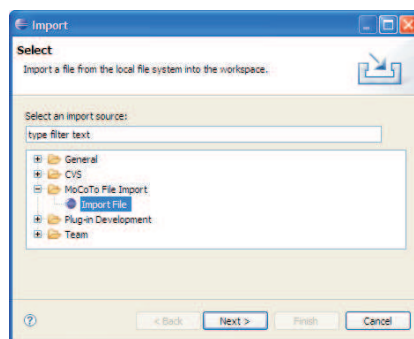 Import
Select
Import a file from the local file system into the workspace.
Select an import source:
type filter text
General
CVS
MoCoTo File Import
Import File
Plug-in Development
Team
?
< Back
Next >
Finish
Cancel